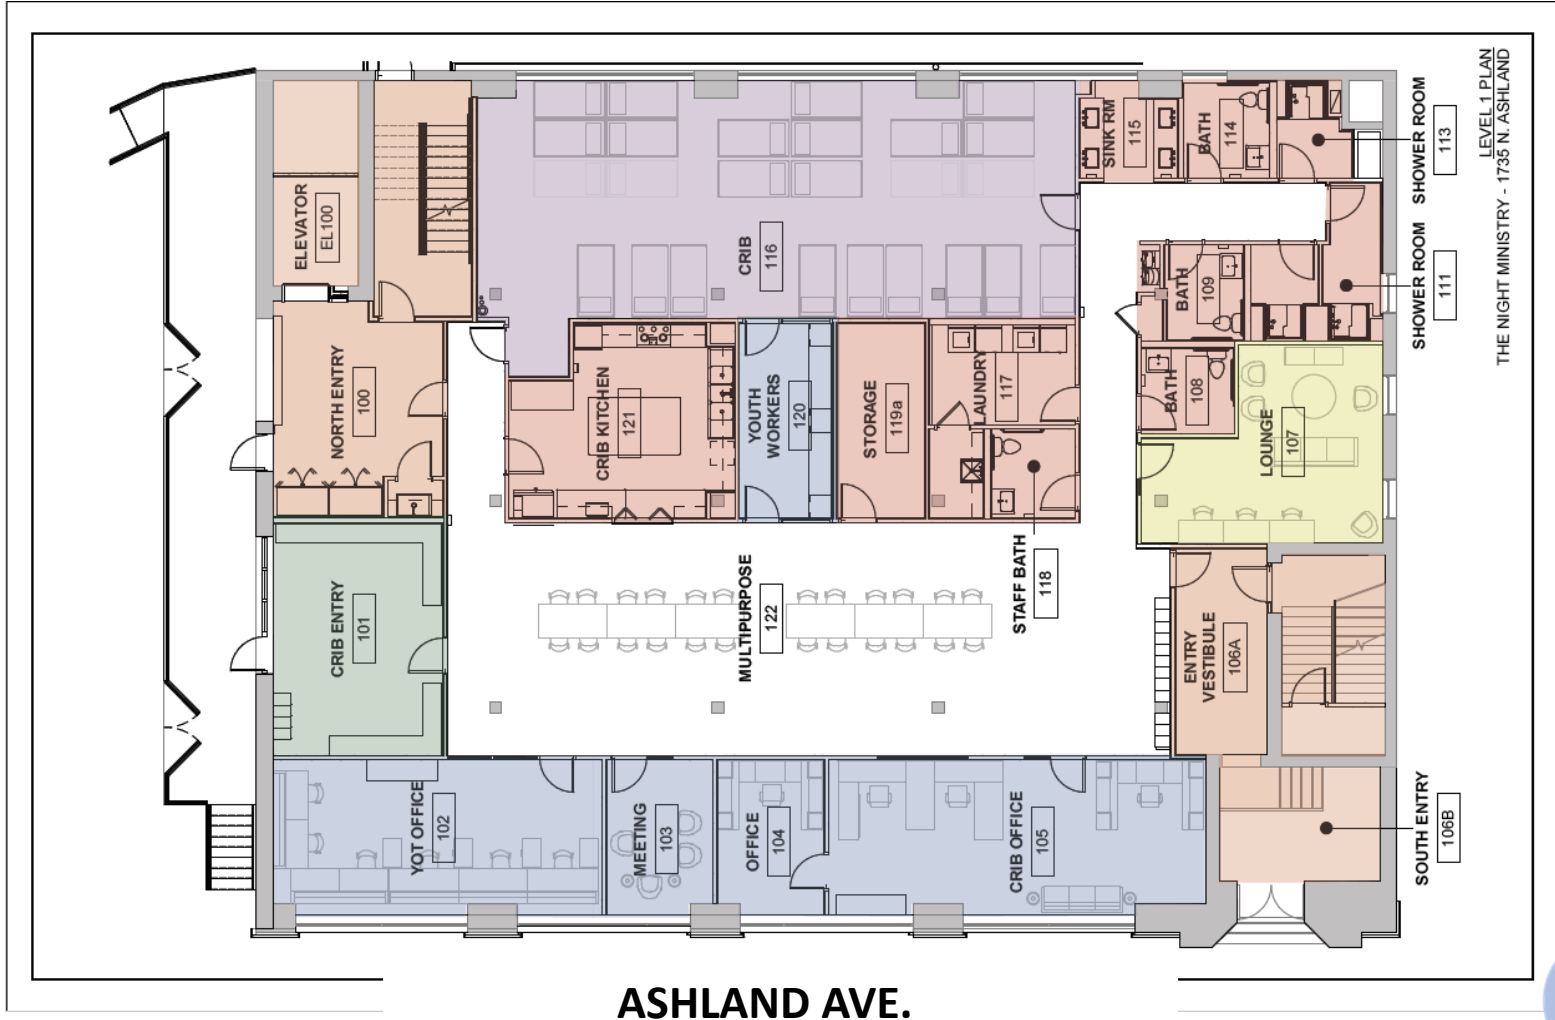 LEVEL 1 PLAN
THE NIGHT MINISTRY - 1735 N. ASHLAND
ELEVATOR
EL100
NORTH ENTRY
100
CRIB ENTRY
101
YOT OFFICE
102
MEETING
103
OFFICE
104
CRIB OFFICE
105
SOUTH ENTRY
106B
ENTRY
VESTIBULE
106A
LOUNGE
107
BATH
108
BATH
109
SHOWER ROOM
111
SHOWER ROOM
113
BATH
114
SINK RM
115
CRIB
116
LAUNDRY
117
STAFF BATH
118
STORAGE
119a
YOUTH
WORKERS
120
CRIB KITCHEN
121
MULTIPURPOSE
122
ASHLAND AVE.